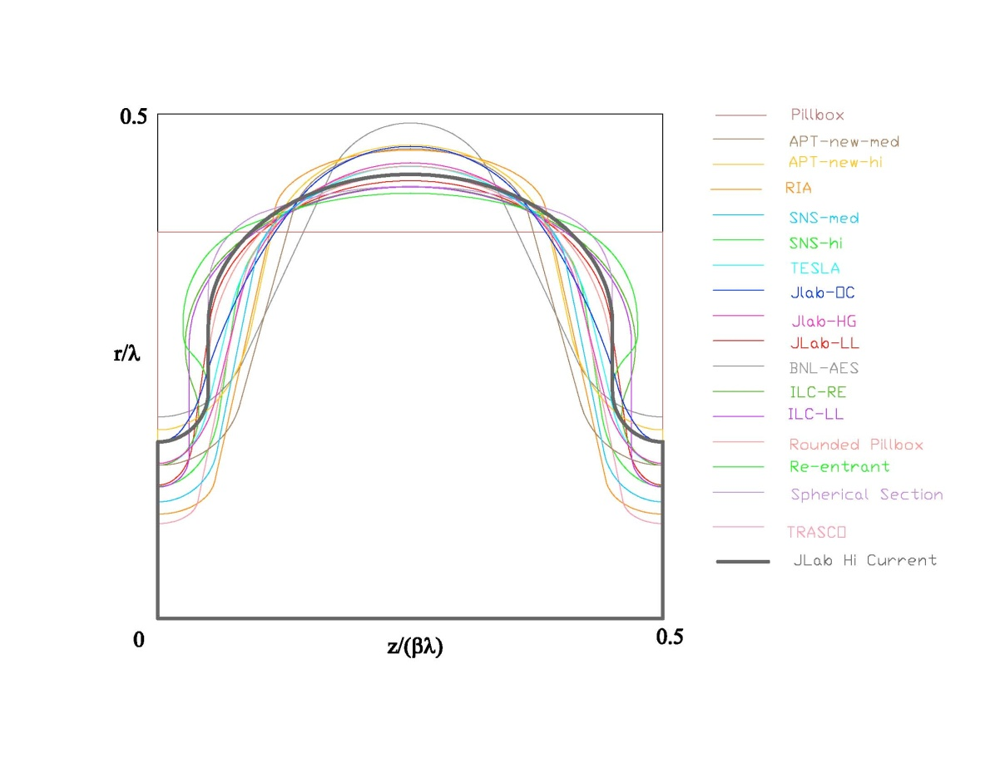 0.5
r/λ
0
z/(βλ)
0.5
Pillbox
APT-new-med
APT-new-hi
RIA
SNS-med
SNS-hi
TESLA
Jlab-□C
Jlab-HG
JLab-LL
BNL-AES
ILC-RE
ILC-LL
Rounded Pillbox
Re-entrant
Spherical Section
TRASC□
JLab Hi Current